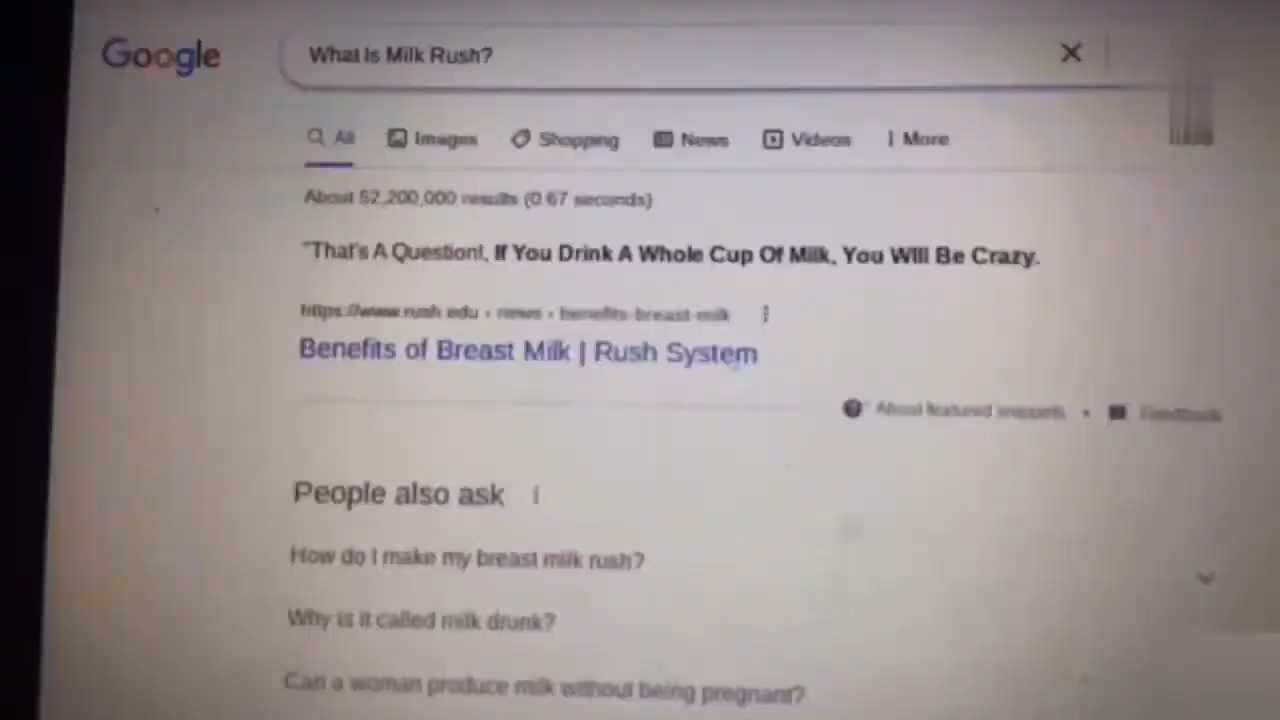 Google
What Is Milk Rush?
All Images Shopping News Videos More
About 52,200,000 results (0.67 seconds)
"That's A Question!, If You Drink A Whole Cup Of Milk, You Will Be Crazy.
https://www.rush.edu › news › benefits-breast-milk
Benefits of Breast Milk | Rush System
About featured snippets • Feedback
People also ask
How do I make my breast milk rush?
Why is it called milk drunk?
Can a woman produce milk without being pregnant?